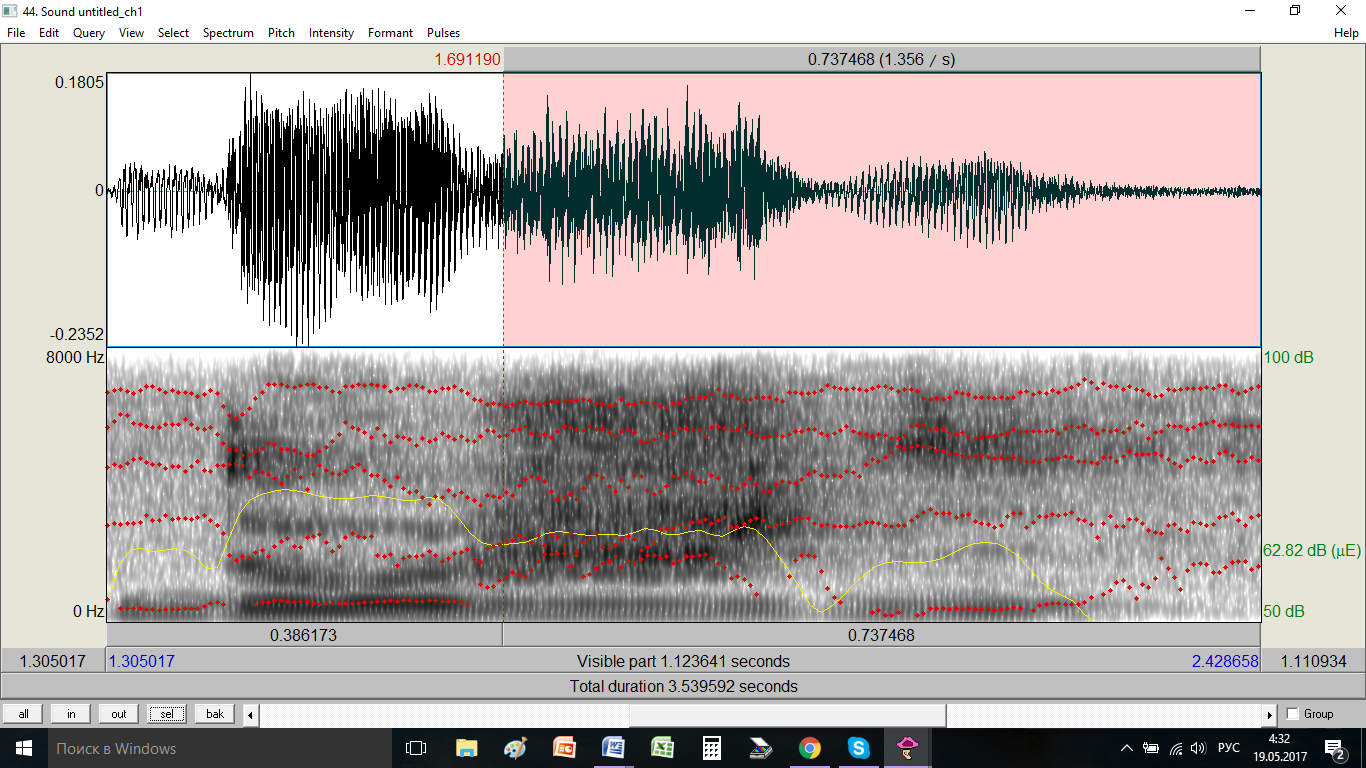 44. Sound untitled_ch1
File Edit Query View Select Spectrum Pitch Intensity Formant Pulses Help
1.691190 0.737468 (1.356 / s)
0.1805
0
-0.2352
8000 Hz 100 dB
62.82 dB (µE)
0 Hz 50 dB
0.386173 0.737468
1.305017 1.305017 Visible part 1.123641 seconds 2.428658 1.110934
Total duration 3.539592 seconds
all in out sel bak Group
Поиск в Windows РУС 4:32
19.05.2017 2